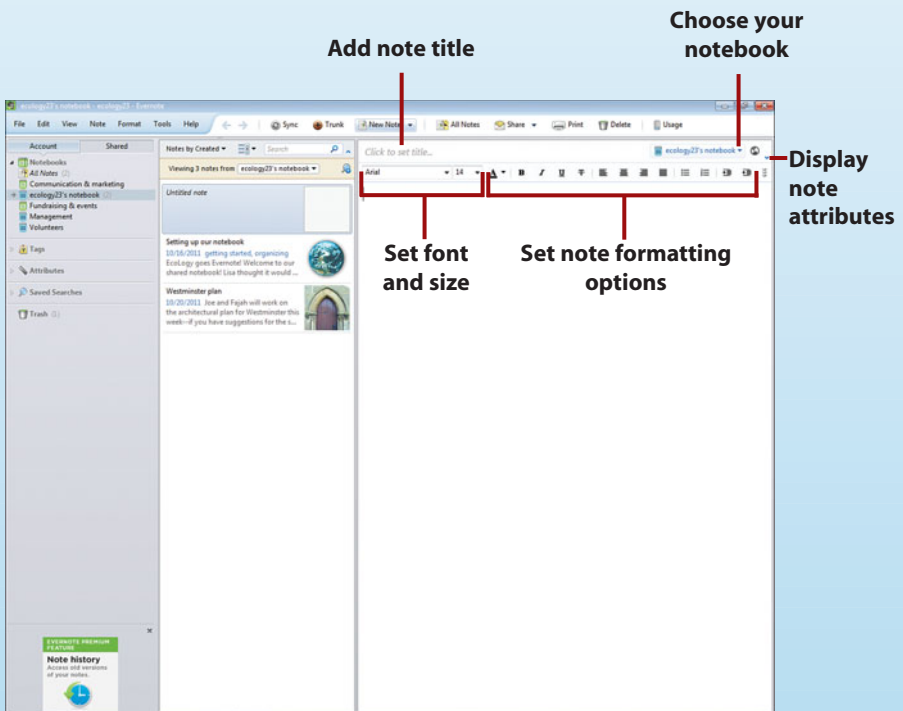 Choose your
notebook
Add note title
ecology23's notebook - ecology23 - Evernote
File Edit View Note Format Tools Help Sync Trunk New Note All Notes Share Print Delete Usage
Account Shared
Notebooks
All Notes (2)
Communication & marketing
ecology23's notebook (2)
Fundraising & events
Management
Volunteers
Tags
Attributes
Saved Searches
Trash (1)
Notes by Created Search
Viewing 3 notes from ecology23's notebook
Untitled note
Setting up our notebook
10/16/2011 getting started, organizing
EcoLogy goes Evernote! Welcome to our
shared notebook! Lisa thought it would ...
Westminster plan
10/20/2011 Joe and Fajeh will work on
the architectural plan for Westminster this
week--if you have suggestions for the s...
Click to set title...
ecology23's notebook
Arial 14 A B I U T
Display
note
attributes
Set font
and size
Set note formatting
options
EVERNOTE PREMIUM
FEATURE
Note history
Access old versions
of your notes.